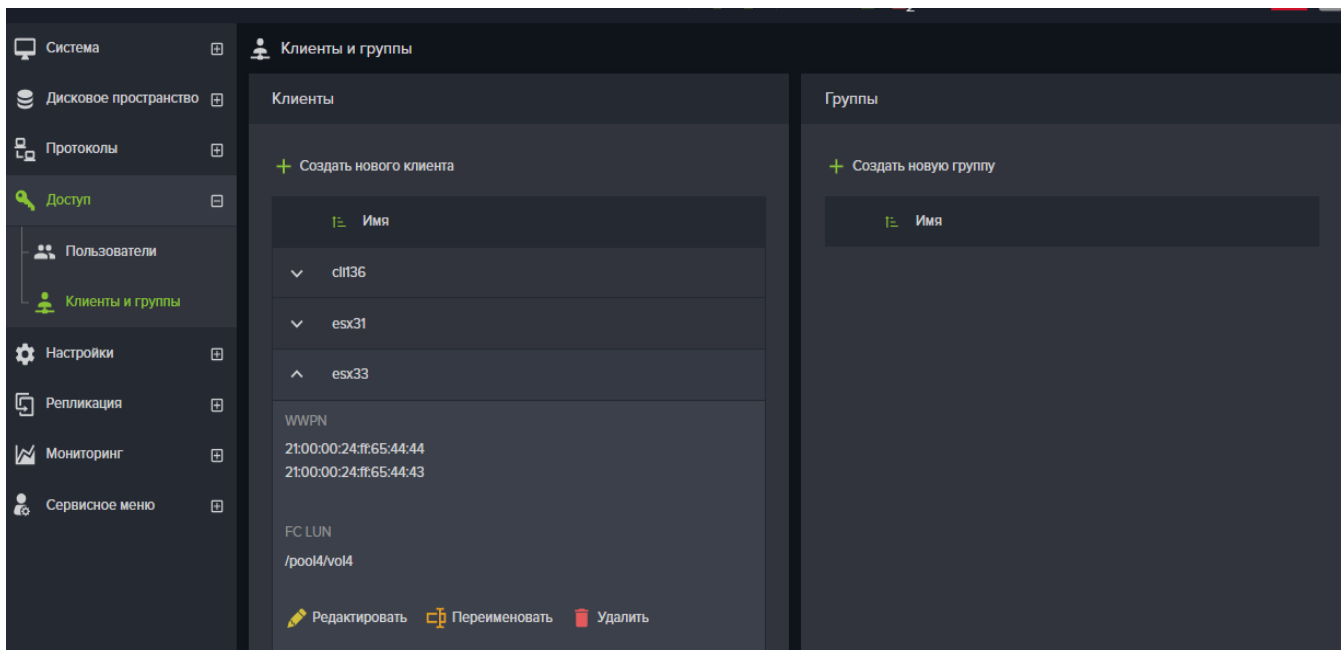 2
Система
Дисковое пространство
Протоколы
Доступ
Пользователи
Клиенты и группы
Настройки
Репликация
Мониторинг
Сервисное меню
Клиенты и группы
Клиенты
Создать нового клиента
Имя
cli136
esx31
esx33
WWPN
21:00:00:24:ff:65:44:44
21:00:00:24:ff:65:44:43
FC LUN
/pool4/vol4
Редактировать Переименовать Удалить
Группы
Создать новую группу
Имя